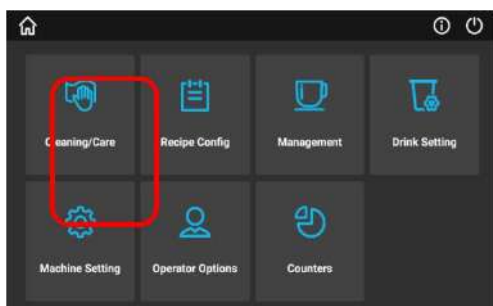 Cleaning/Care
Recipe Config
Management
Drink Setting
Machine Setting
Operator Options
Counters